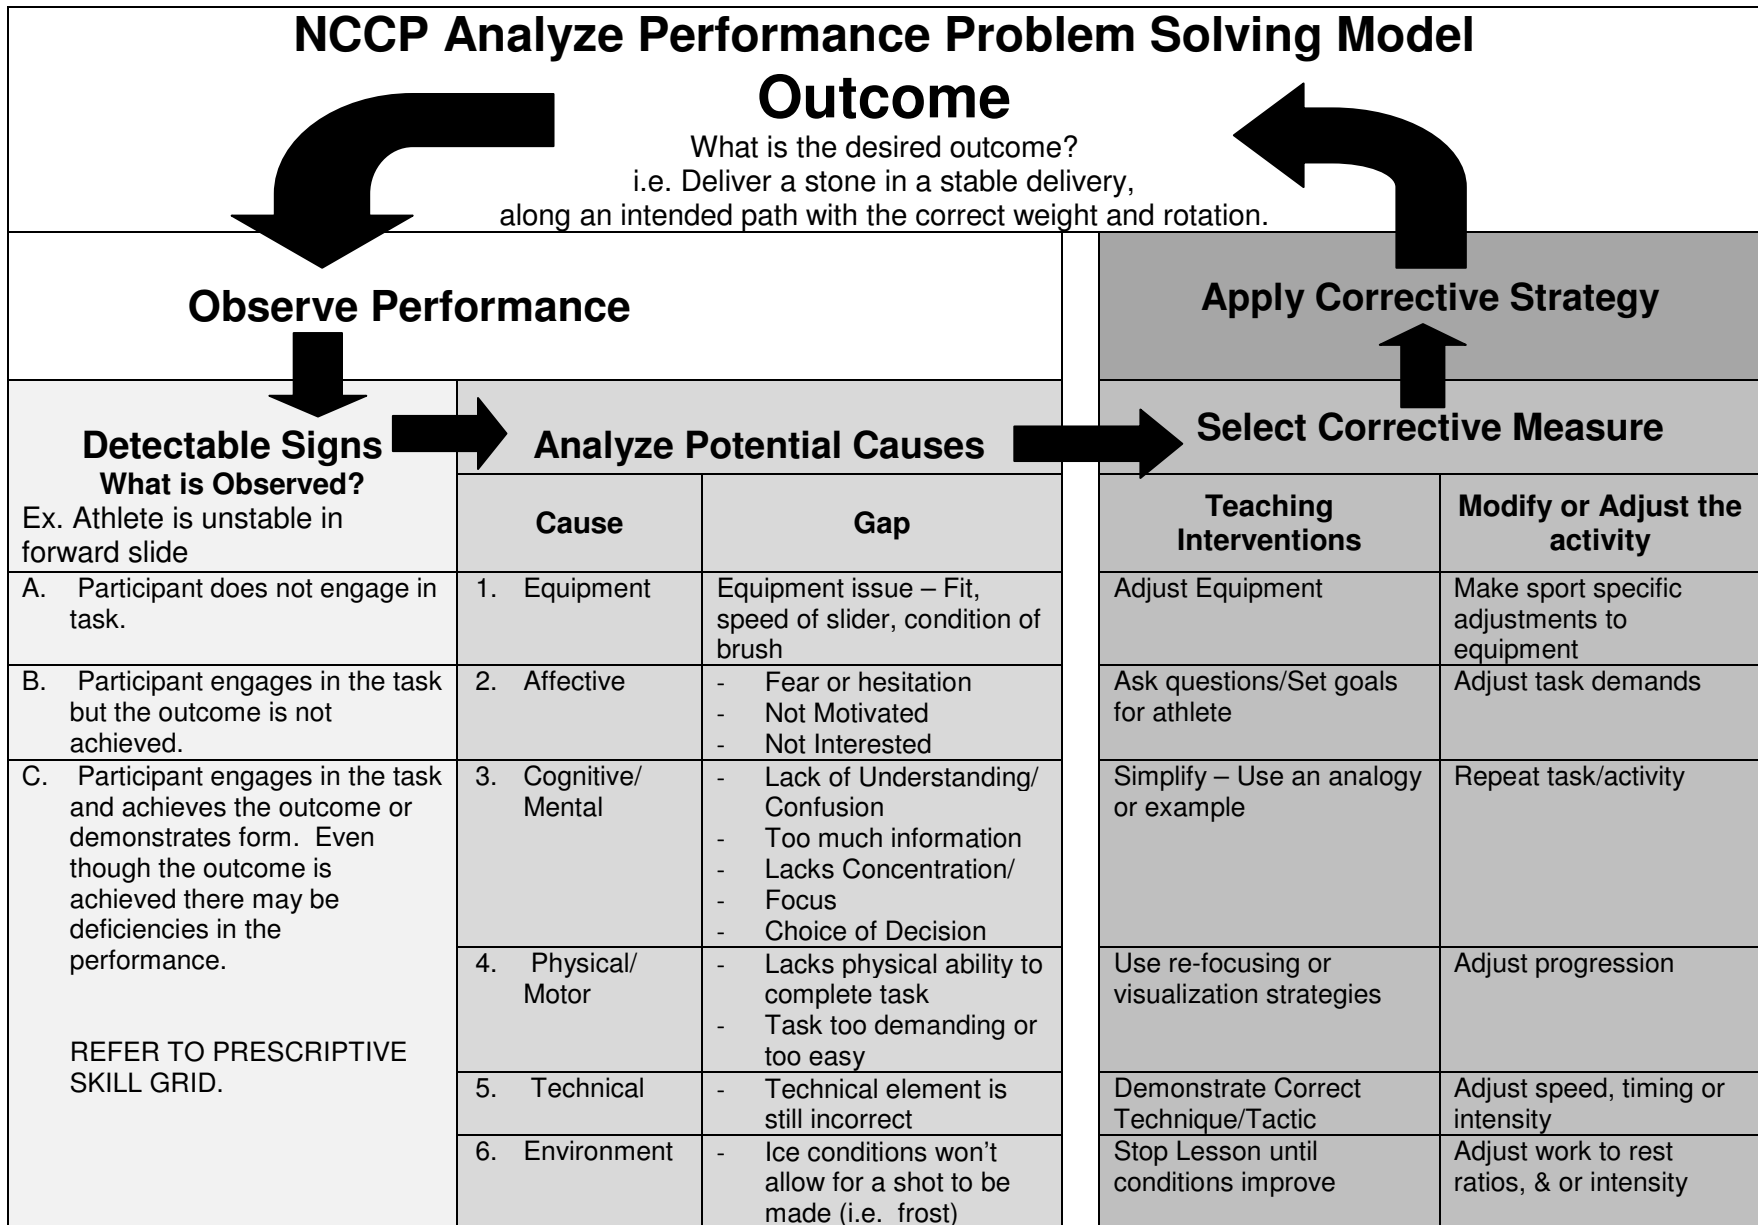 NCCP Analyze Performance Problem Solving Model
Outcome
What is the desired outcome?
i.e. Deliver a stone in a stable delivery,
along an intended path with the correct weight and rotation.
Observe Performance
Apply Corrective Strategy
Detectable Signs
What is Observed?
Ex. Athlete is unstable in
forward slide
Analyze Potential Causes
Select Corrective Measure
Cause
Gap
Teaching
Interventions
Modify or Adjust the
activity
A. Participant does not engage in
task.
1. Equipment
Equipment issue – Fit,
speed of slider, condition of
brush
Adjust Equipment
Make sport specific
adjustments to
equipment
B. Participant engages in the task
but the outcome is not
achieved.
2. Affective
- Fear or hesitation
- Not Motivated
- Not Interested
Ask questions/Set goals
for athlete
Adjust task demands
C. Participant engages in the task
and achieves the outcome or
demonstrates form. Even
though the outcome is
achieved there may be
deficiencies in the
performance.
REFER TO PRESCRIPTIVE
SKILL GRID.
3. Cognitive/
Mental
- Lack of Understanding/
Confusion
- Too much information
- Lacks Concentration/
- Focus
- Choice of Decision
Simplify – Use an analogy
or example
Repeat task/activity
4. Physical/
Motor
- Lacks physical ability to
complete task
- Task too demanding or
too easy
Use re-focusing or
visualization strategies
Adjust progression
5. Technical
- Technical element is
still incorrect
Demonstrate Correct
Technique/Tactic
Adjust speed, timing or
intensity
6. Environment
- Ice conditions won't
allow for a shot to be
made (i.e. frost)
Stop Lesson until
conditions improve
Adjust work to rest
ratios, & or intensity